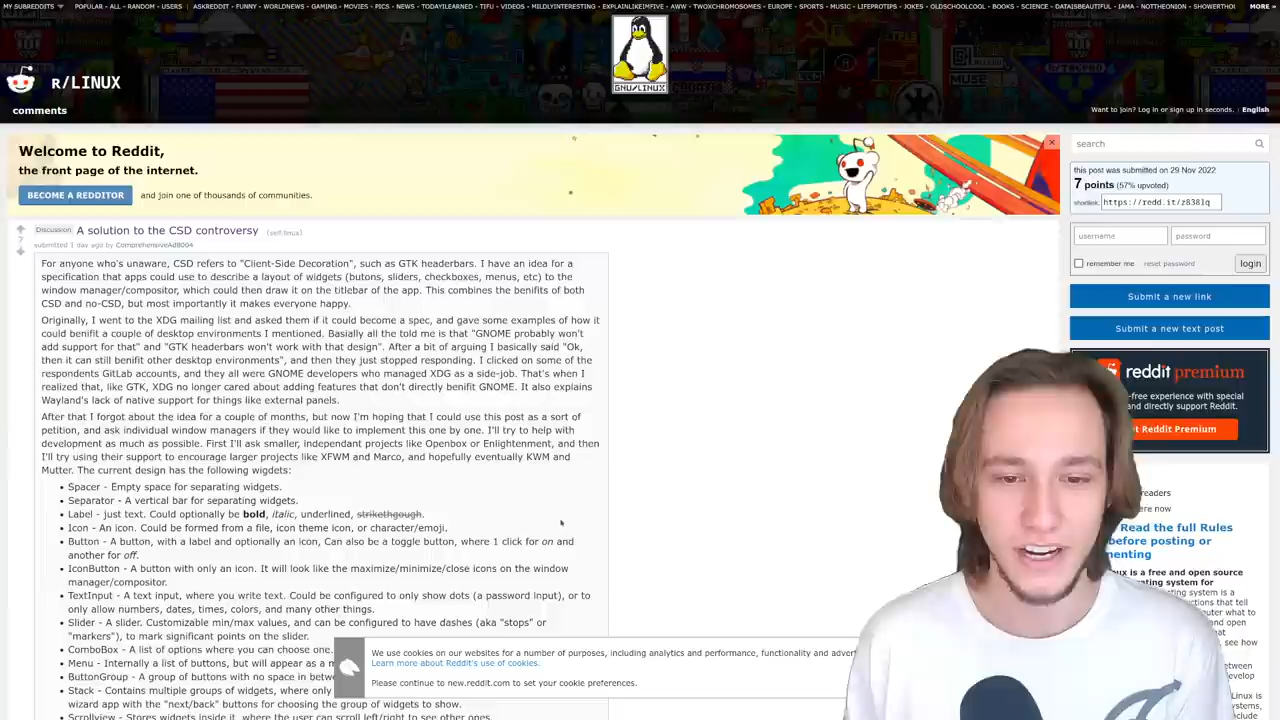 MY SUBREDDITS
POPULAR - ALL - RANDOM - USERS | ASKREDDIT - FUNNY - WORLDNEWS - GAMING - MOVIES - PICS - NEWS - TODAYILEARNED - TIFU - VIDEOS - MILDLYINTERESTING - EXPLAINLIKEIMFIVE - AWW - TWOXCHROMOSOMES - EUROPE - SPORTS - MUSIC - LIFEPROTIPS - JOKES - OLDSCHOOLCOOL - BOOKS - SCIENCE - DATAISBEAUTIFUL - IAMA - NOTTHEONION - SHOWERTHO
MORE »
GNU/LINUX
R/LINUX
comments
Want to join? Log in or sign up in seconds. | English
Welcome to Reddit,
the front page of the internet.
BECOME A REDDITOR
and join one of thousands of communities.
×
search
this post was submitted on 29 Nov 2022
7 points (57% upvoted)
shortlink: https://redd.it/z838lq
username
password
remember me
reset password
login
Submit a new link
Submit a new text post
reddit premium
-free experience with special
and directly support Reddit.
t Reddit Premium
7
Discussion A solution to the CSD controversy (self.linux)
submitted 1 day ago by ComprehensiveAd8004
For anyone who's unaware, CSD refers to "Client-Side Decoration", such as GTK headerbars. I have an idea for a
specification that apps could use to describe a layout of widgets (butons, sliders, checkboxes, menus, etc) to the
window manager/compositor, which could then draw it on the titlebar of the app. This combines the benifits of both
CSD and no-CSD, but most importantly it makes everyone happy.
Originally, I went to the XDG mailing list and asked them if it could become a spec, and gave some examples of how it
could benifit a couple of desktop environments I mentioned. Basially all the told me is that "GNOME probably won't
add support for that" and "GTK headerbars won't work with that design". After a bit of arguing I basically said "Ok,
then it can still benifit other desktop environments", and then they just stopped responding. I clicked on some of the
respondents GitLab accounts, and they all were GNOME developers who managed XDG as a side-job. That's when I
realized that, like GTK, XDG no longer cared about adding features that don't directly benifit GNOME. It also explains
Wayland's lack of native support for things like external panels.
After that I forgot about the idea for a couple of months, but now I'm hoping that I could use this post as a sort of
petition, and ask individual window managers if they would like to implement this one by one. I'll try to help with
development as much as possible. First I'll ask smaller, independant projects like Openbox or Enlightenment, and then
I'll try using their support to encourage larger projects like XFWM and Marco, and hopefully eventually KWM and
Mutter. The current design has the following wigdets:
• Spacer - Empty space for separating widgets.
• Separator - A vertical bar for separating widgets.
• Label - just text. Could optionally be bold, italic, underlined, strikethgough.
• Icon - An icon. Could be formed from a file, icon theme icon, or character/emoji.
• Button - A button, with a label and optionally an icon, Can also be a toggle button, where 1 click for on and
another for off.
• IconButton - A button with only an icon. It will look like the maximize/minimize/close icons on the window
manager/compositor.
• TextInput - A text input, where you write text. Could be configured to only show dots (a password input), or to
only allow numbers, dates, times, colors, and many other things.
• Slider - A slider. Customizable min/max values, and can be configured to have dashes (aka "stops" or
"markers"), to mark significant points on the slider.
• ComboBox - A list of options where you can choose one.
• Menu - Internally a list of buttons, but will appear as a m
• ButtonGroup - A group of buttons with no space in betwe
• Stack - Contains multiple groups of widgets, where only
wizard app with the "next/back" buttons for choosing the group of widgets to show.
• Scrollview - Stores widgets inside it, where the user can scroll left/right to see other ones.
We use cookies on our websites for a number of purposes, including analytics and performance, functionality and advert
Learn more about Reddit's use of cookies.
Please continue to new.reddit.com to set your cookie preferences.
readers
re now
Read the full Rules
before posting or
menting
nux is a free and open source
erating system for